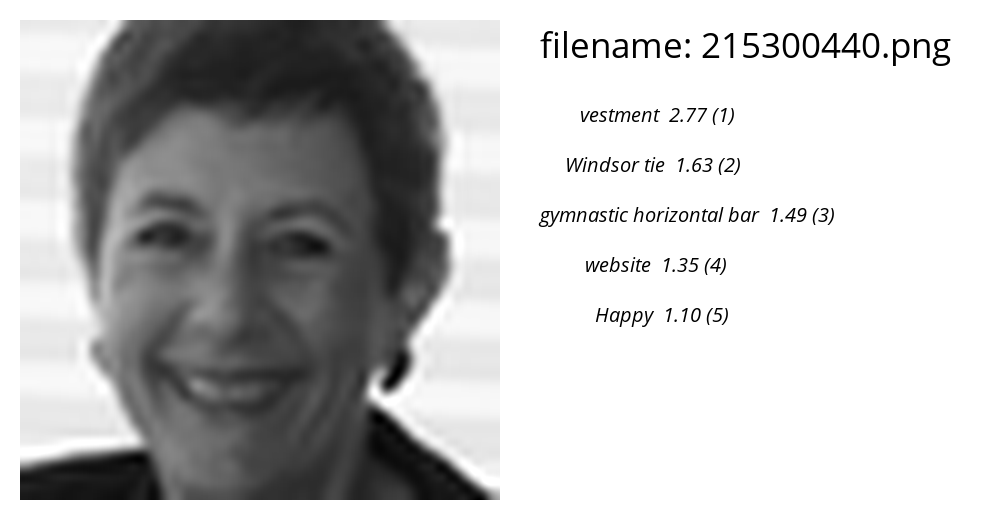 filename: 215300440.png
vestment 2.77 (1)
Windsor tie 1.63 (2)
gymnastic horizontal bar 1.49 (3)
website 1.35 (4)
Happy 1.10 (5)